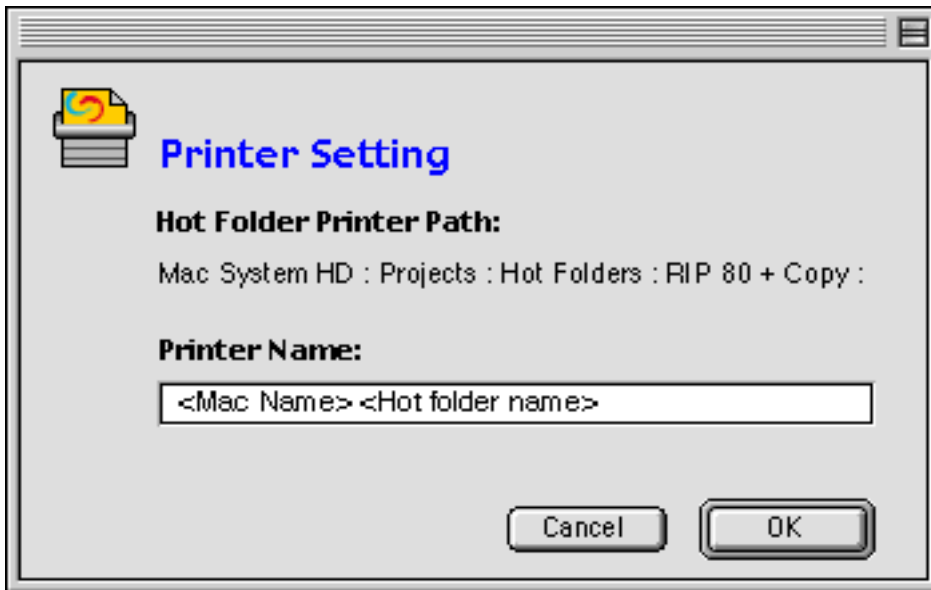 Printer Setting
Hot Folder Printer Path:
Mac System HD : Projects : Hot Folders : RIP 80 + Copy :
Printer Name:
<Mac Name> <Hot folder name>
Cancel OK